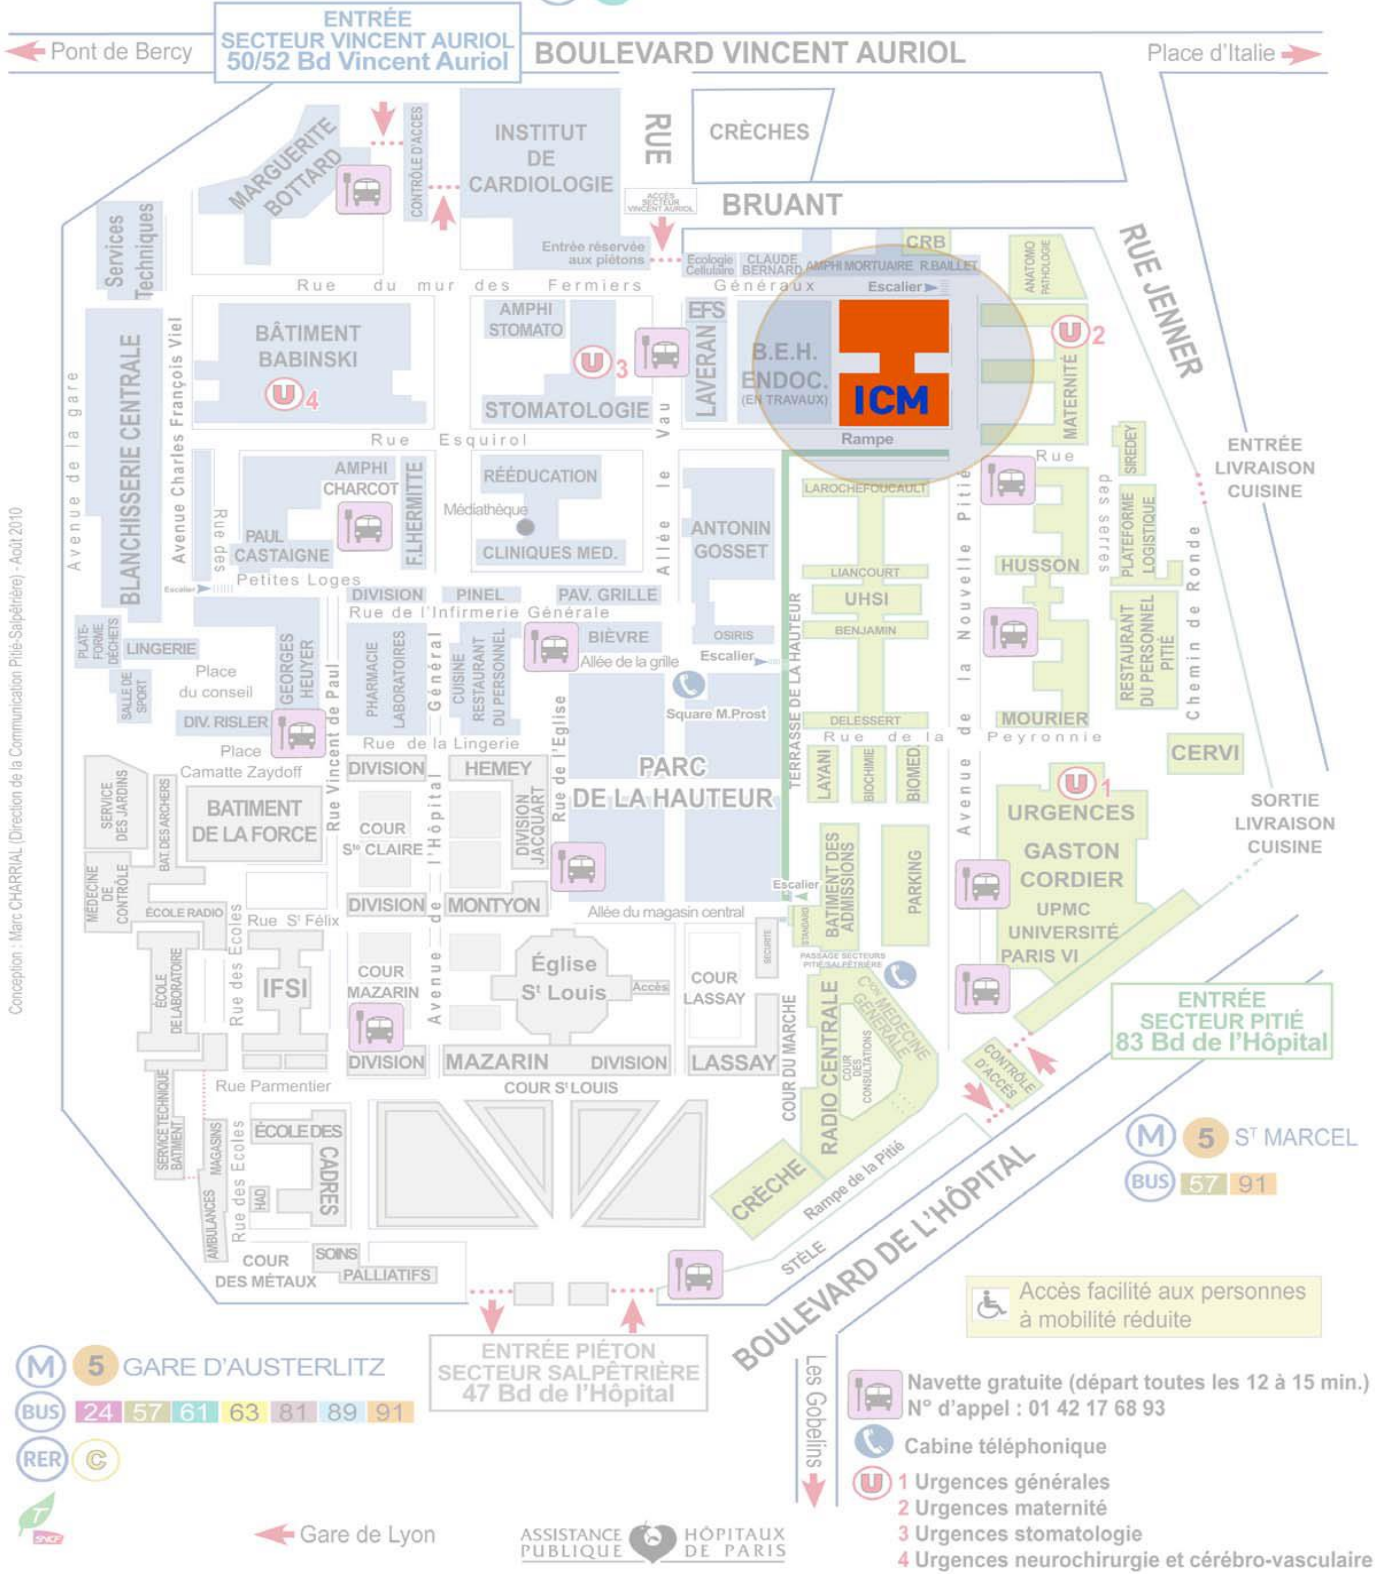 ENTRÉE
SECTEUR VINCENT AURIOL
50/52 Bd Vincent Auriol
Pont de Bercy
BOULEVARD VINCENT AURIOL
Place d'Italie
MARGUERITE
BOTTARD
CONTRÔLE D'ACCES
INSTITUT
DE
CARDIOLOGIE
RUE
CRÈCHES
ACCÈS
SECTEUR
VINCENT AURIOL
BRUANT
Services
Techniques
Entrée réservée
aux piétons
Ecologie
Cellulaire
CLAUDE
BERNARD
AMPHI MORTUAIRE
R.BAILLET
CRB
ANATOMO
PATHOLOGIE
RUE JENNER
Rue du mur des Fermiers Généraux
Escalier
BÂTIMENT
BABINSKI
U 4
AMPHI
STOMATO
U 3
STOMATOLOGIE
EFS
LAVERAN
B.E.H.
ENDOC.
(EN TRAVAUX)
ICM
U 2
MATERNITÉ
Avenue de la gare
BLANCHISSERIE CENTRALE
Avenue Charles François Viel
Rue Esquirol
Rampe
Allée le Vau
Rue des serres
SIREDEY
ENTRÉE
LIVRAISON
CUISINE
AMPHI
CHARCOT
PAUL
CASTAIGNE
F.LHERMITTE
RÉÉDUCATION
Médiathèque
CLINIQUES MED.
ANTONIN
GOSSET
LAROCHEFOUCAULT
PLATEFORME
LOGISTIQUE
HUSSON
Rue des
Petites Loges
Escalier
DIVISION
PINEL
PAV. GRILLE
LIANCOURT
UHSI
BENJAMIN
Rue de l'Infirmerie Générale
PLATE-
FORME
DÉCHETS
LINGERIE
GEORGES
HEUYER
PHARMACIE
LABORATOIRES
CUISINE
RESTAURANT
DU PERSONNEL
BIÈVRE
OSIRIS
Escalier
Allée de la grille
RESTAURANT
DU PERSONNEL
PITIÉ
Chemin de Ronde
Place
du conseil
SALLE DE
SPORT
DIV. RISLER
Square M.Prost
TERRASSE DE LA HAUTEUR
DELESSERT
Avenue de la Nouvelle Pitié
MOURIER
Rue de la Peyronnie
CERVI
Place
Camatte Zaydoff
Rue Vincent de Paul
Rue de la Lingerie
DIVISION
HEMEY
Rue de l'Eglise
PARC
DE LA HAUTEUR
LAYANI
BIOCHIMIE
BIOMED.
U 1
URGENCES
SERVICE
DES JARDINS
BAT. DES ARCHERS
BATIMENT
DE LA FORCE
COUR
Ste CLAIRE
Avenue de l'Hôpital Général
DIVISION
JACQUART
BATIMENT DES
ADMISSIONS
PARKING
GASTON
CORDIER
UPMC
UNIVERSITÉ
PARIS VI
SORTIE
LIVRAISON
CUISINE
MÉDECINE
DE
CONTRÔLE
ÉCOLE RADIO
Rue St Félix
DIVISION
MONTYON
Allée du magasin central
Escalier
STANDARD
PASSAGE SECTEURS
PITIÉ/SALPÉTRIÈRE
ÉCOLE
DE LABORATOIRE
Rue des Ecoles
IFSI
COUR
MAZARIN
Église
St Louis
Accès
COUR
LASSAY
SECURITE
COUR DU MARCHE
RADIO CENTRALE
Con MÉDECINE
GÉNÉRALE
COUR
DES
CONSULTATIONS
ENTRÉE
SECTEUR PITIÉ
83 Bd de l'Hôpital
DIVISION
MAZARIN
DIVISION
LASSAY
CONTRÔLE
D'ACCÈS
Rue Parmentier
COUR St LOUIS
SERVICE TECHNIQUE
BATIMENT
MAGASINS
AMBULANCES
Rue des Ecoles
ÉCOLE DES
CADRES
HAD
CRÈCHE
Rampe de la Pitié
M 5 ST MARCEL
BUS 57 91
COUR
DES MÉTAUX
SOINS
PALLIATIFS
STÈLE
BOULEVARD DE L'HÔPITAL
Accès facilité aux personnes
à mobilité réduite
ENTRÉE PIÉTON
SECTEUR SALPÊTRIÈRE
47 Bd de l'Hôpital
M 5 GARE D'AUSTERLITZ
BUS 24 57 61 63 81 89 91
RER C
SNCF
Gare de Lyon
ASSISTANCE
PUBLIQUE
HÔPITAUX
DE PARIS
Les Gobelins
Navette gratuite (départ toutes les 12 à 15 min.)
N° d'appel : 01 42 17 68 93
Cabine téléphonique
U 1 Urgences générales
2 Urgences maternité
3 Urgences stomatologie
4 Urgences neurochirurgie et cérébro-vasculaire
Conception : Marc CHARRIAL (Direction de la Communication Pitié-Salpêtrière) - Août 2010